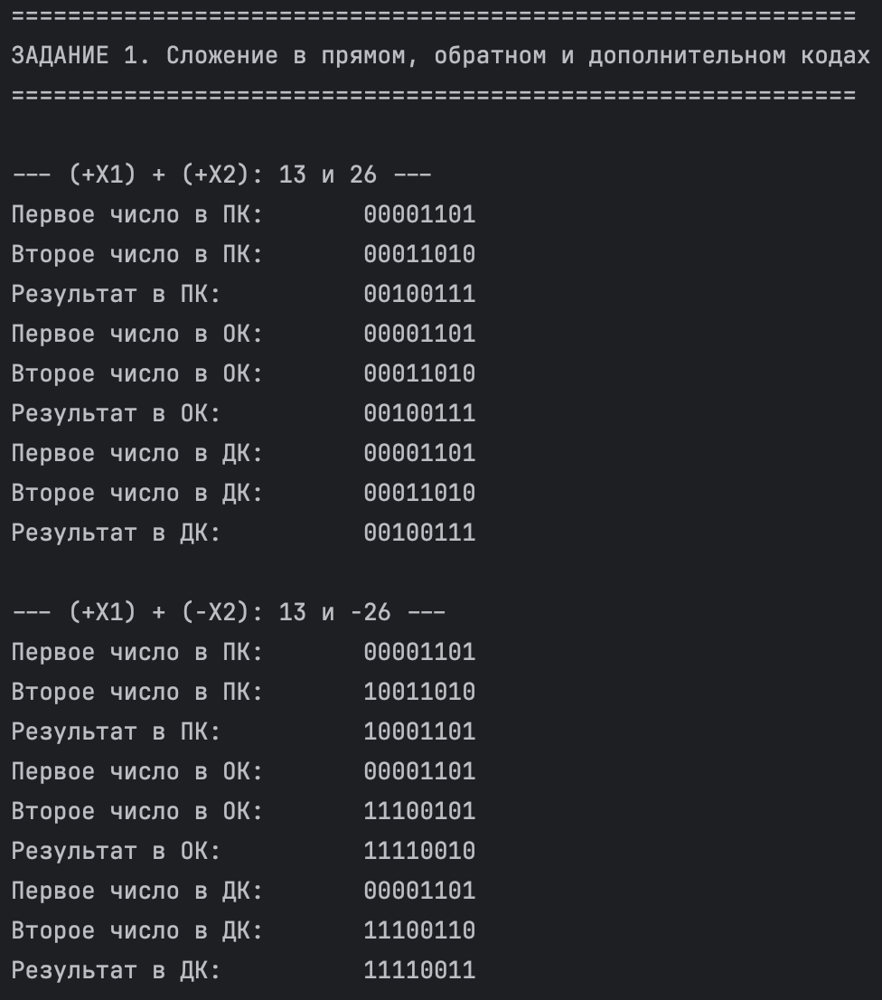 ============================================================
ЗАДАНИЕ 1. Сложение в прямом, обратном и дополнительном кодах
============================================================
--- (+X1) + (+X2): 13 и 26 ---
Первое число в ПК:       00001101
Второе число в ПК:       00011010
Результат в ПК:          00100111
Первое число в ОК:       00001101
Второе число в ОК:       00011010
Результат в ОК:          00100111
Первое число в ДК:       00001101
Второе число в ДК:       00011010
Результат в ДК:          00100111
--- (+X1) + (-X2): 13 и -26 ---
Первое число в ПК:       00001101
Второе число в ПК:       10011010
Результат в ПК:          10001101
Первое число в ОК:       00001101
Второе число в ОК:       11100101
Результат в ОК:          11110010
Первое число в ДК:       00001101
Второе число в ДК:       11100110
Результат в ДК:          11110011